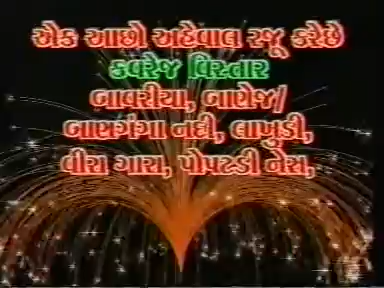 એક આછો અહેવાલ રજૂ કરેછે
કવરેજ વિસ્તાર
બાવરીયા, બાણેજ/
બાણગંગા નદી, લાખુડી,
વીરા ગારા, પોપટડી નેસ,